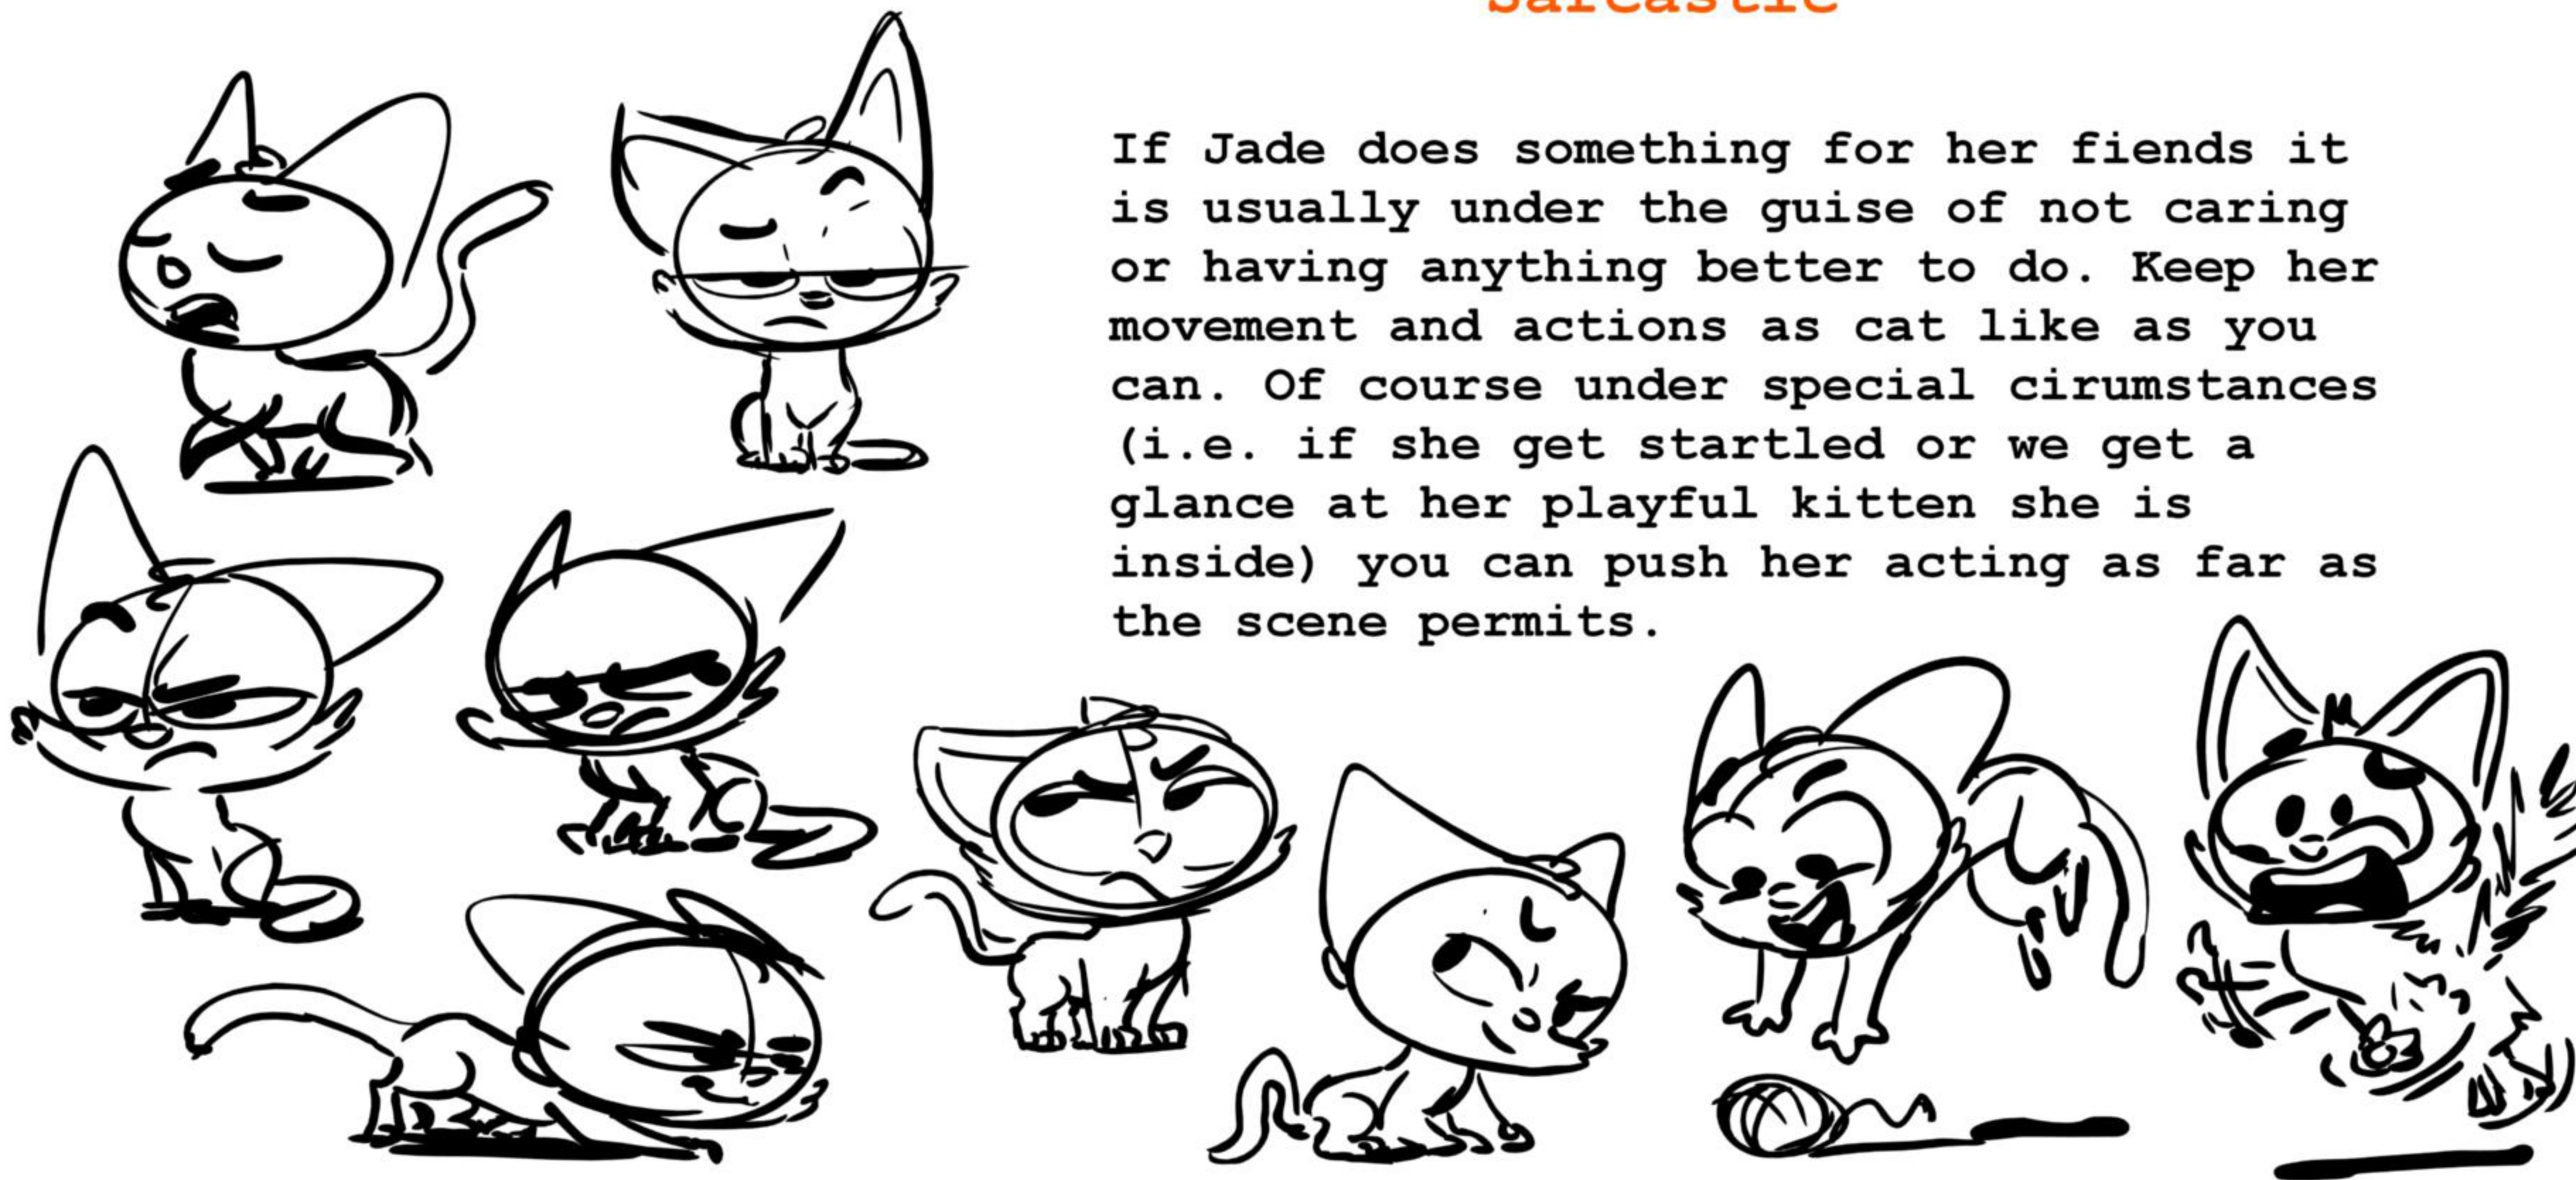 Sarcastic
If Jade does something for her fiends it
is usually under the guise of not caring
or having anything better to do. Keep her
movement and actions as cat like as you
can. Of course under special cirumstances
(i.e. if she get startled or we get a
glance at her playful kitten she is
inside) you can push her acting as far as
the scene permits.